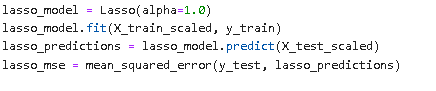 lasso_model = Lasso(alpha=1.0)
lasso_model.fit(X_train_scaled, y_train)
lasso_predictions = lasso_model.predict(X_test_scaled)
lasso_mse = mean_squared_error(y_test, lasso_predictions)